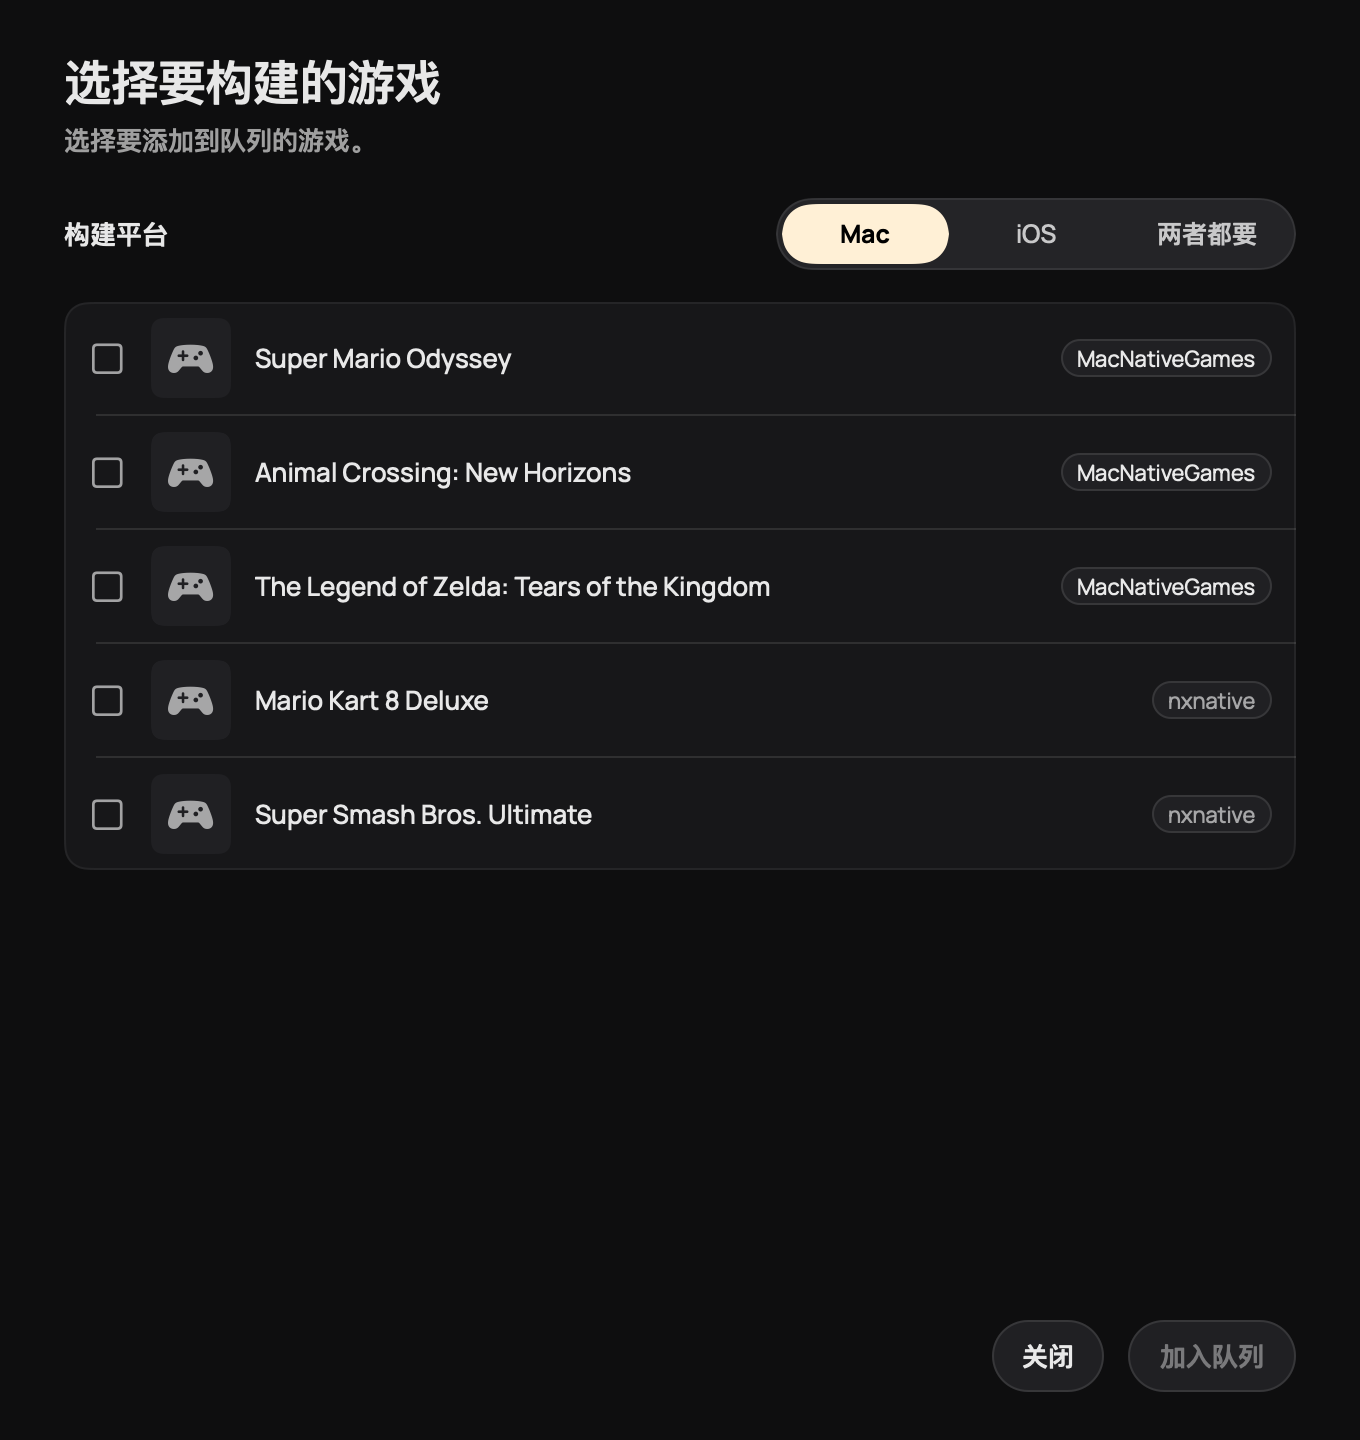 选择要构建的游戏
选择要添加到队列的游戏。
构建平台
Mac
iOS
两者都要
Super Mario Odyssey
MacNativeGames
Animal Crossing: New Horizons
MacNativeGames
The Legend of Zelda: Tears of the Kingdom
MacNativeGames
Mario Kart 8 Deluxe
nxnative
Super Smash Bros. Ultimate
nxnative
关闭
加入队列